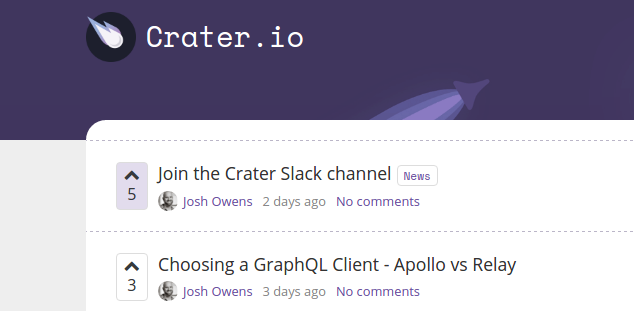 Crater.io
Join the Crater Slack channel News
5
Josh Owens 2 days ago No comments
Choosing a GraphQL Client - Apollo vs Relay
3
Josh Owens 3 days ago No comments